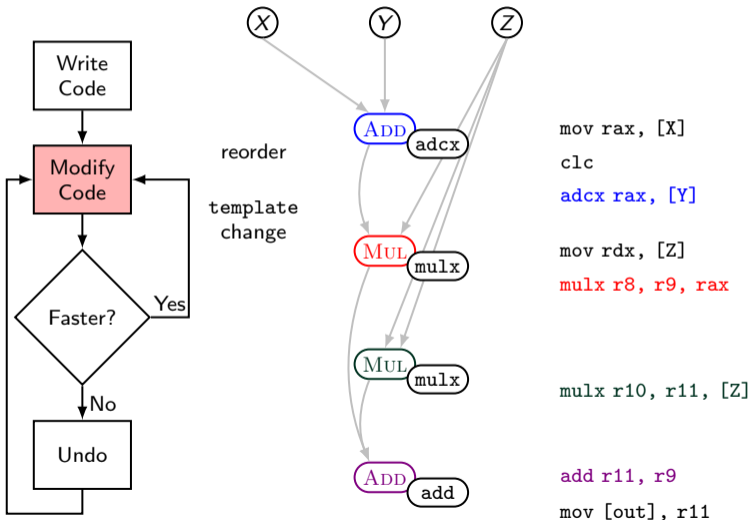 X
Y
Z
Write
Code
Modify
Code
Faster?
Yes
No
Undo
reorder
template
change
ADD
adcx
MUL
mulx
MUL
mulx
ADD
add
mov rax, [X]
clc
adcx rax, [Y]
mov rdx, [Z]
mulx r8, r9, rax
mulx r10, r11, [Z]
add r11, r9
mov [out], r11